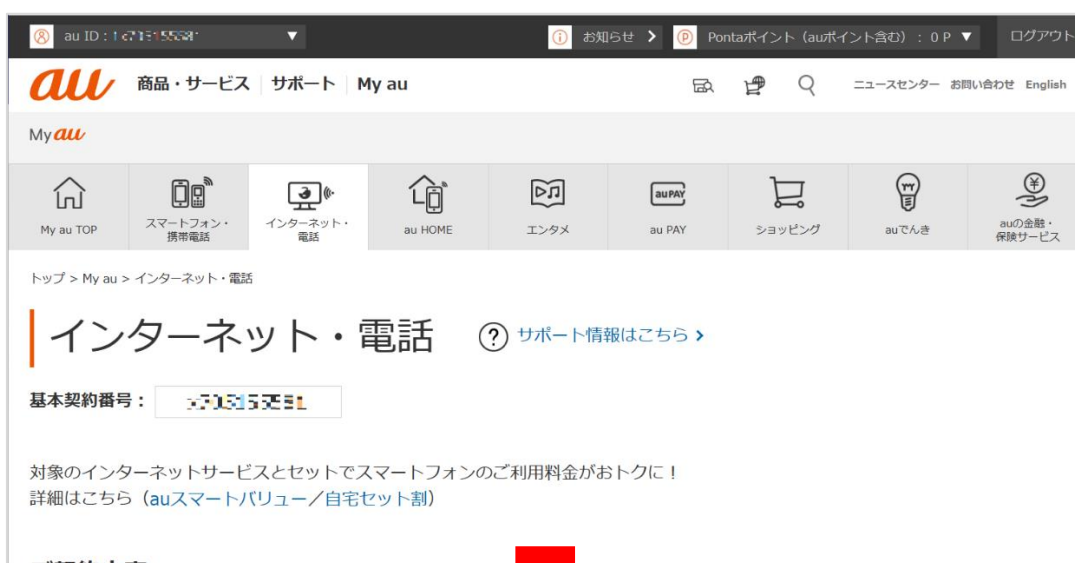 au ID：
お知らせ
Pontaポイント（auポイント含む）：0 P ▼
ログアウト
au 商品・サービス サポート My au
ニュースセンター お問い合わせ English
My au
My au TOP
スマートフォン・
携帯電話
インターネット・
電話
au HOME
エンタメ
au PAY
au PAY
ショッピング
auでんき
auの金融・
保険サービス
トップ > My au > インターネット・電話
インターネット・電話
サポート情報はこちら
基本契約番号：
対象のインターネットサービスとセットでスマートフォンのご利用料金がおトクに！
詳細はこちら（auスマートバリュー／自宅セット割）